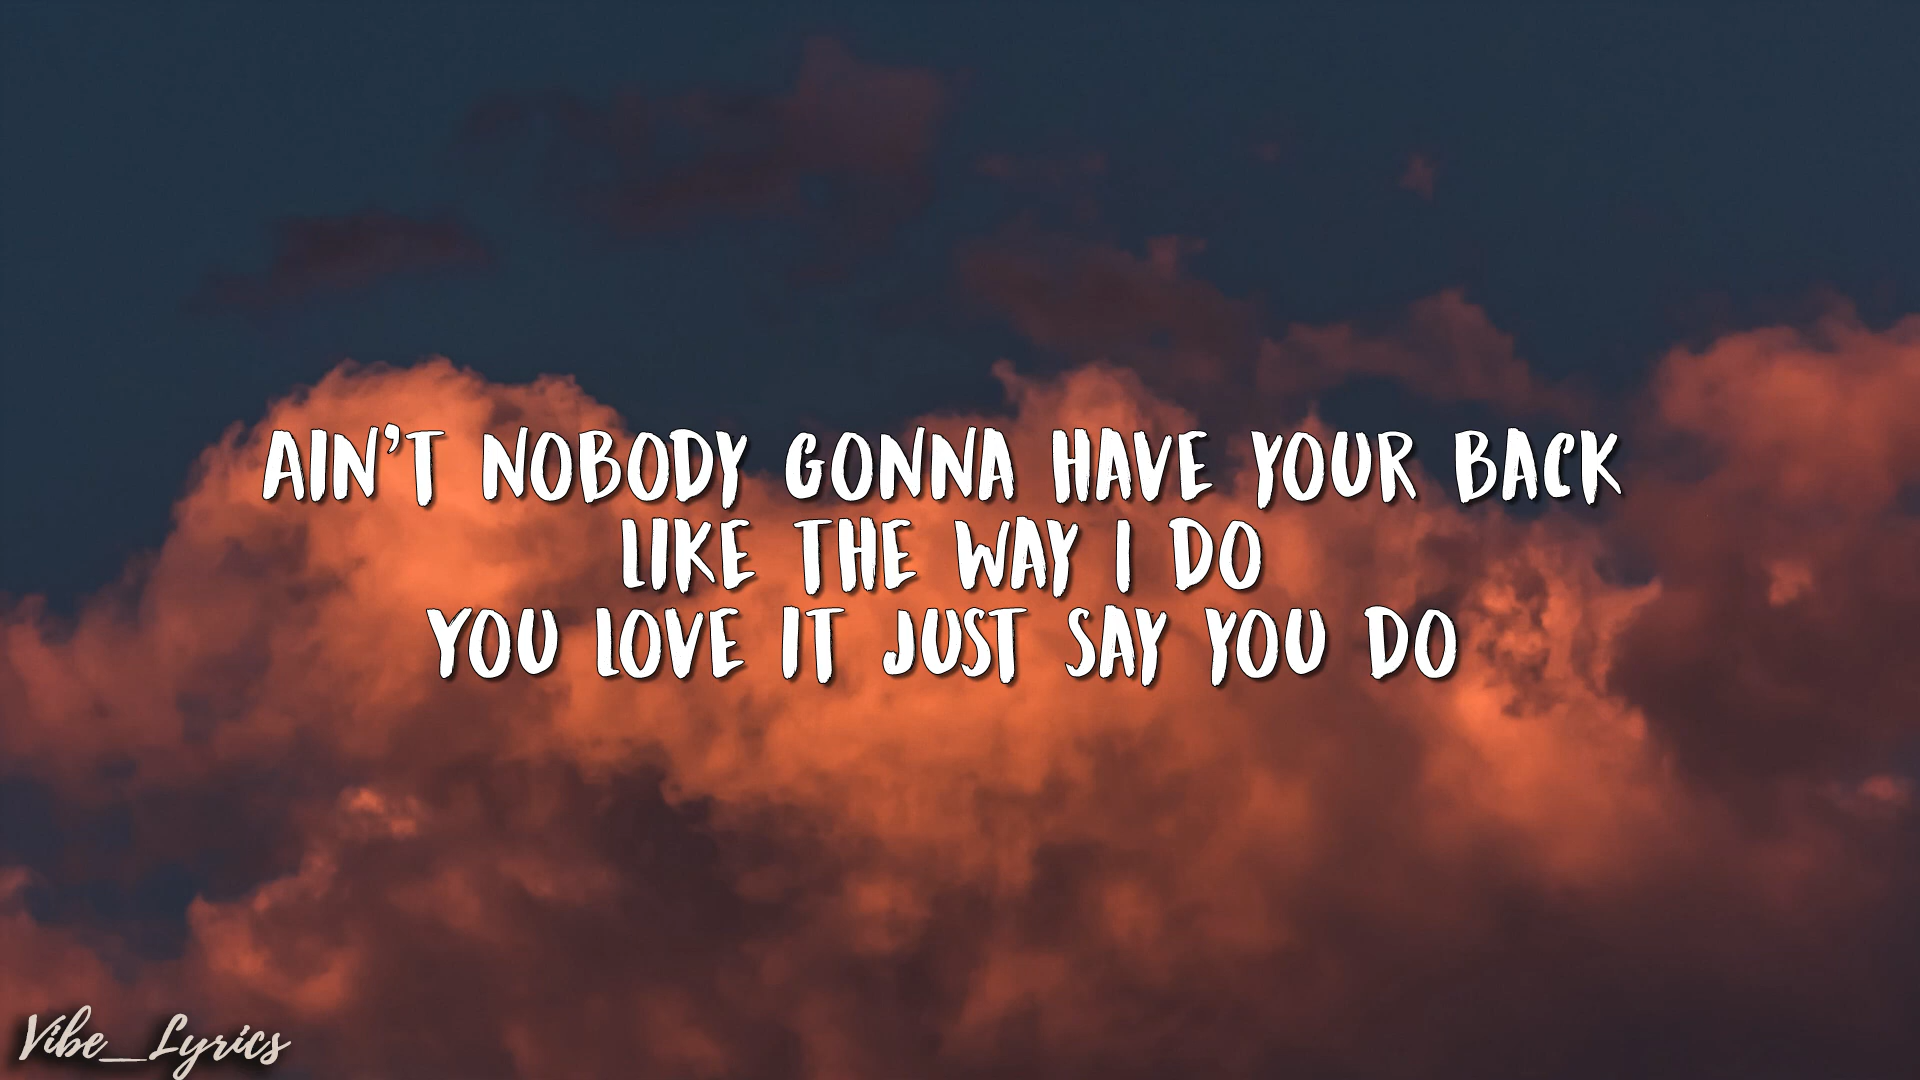 AIN'T NOBODY GONNA HAVE YOUR BACK
LIKE THE WAY I DO
YOU LOVE IT JUST SAY YOU DO
Vibe_Lyrics